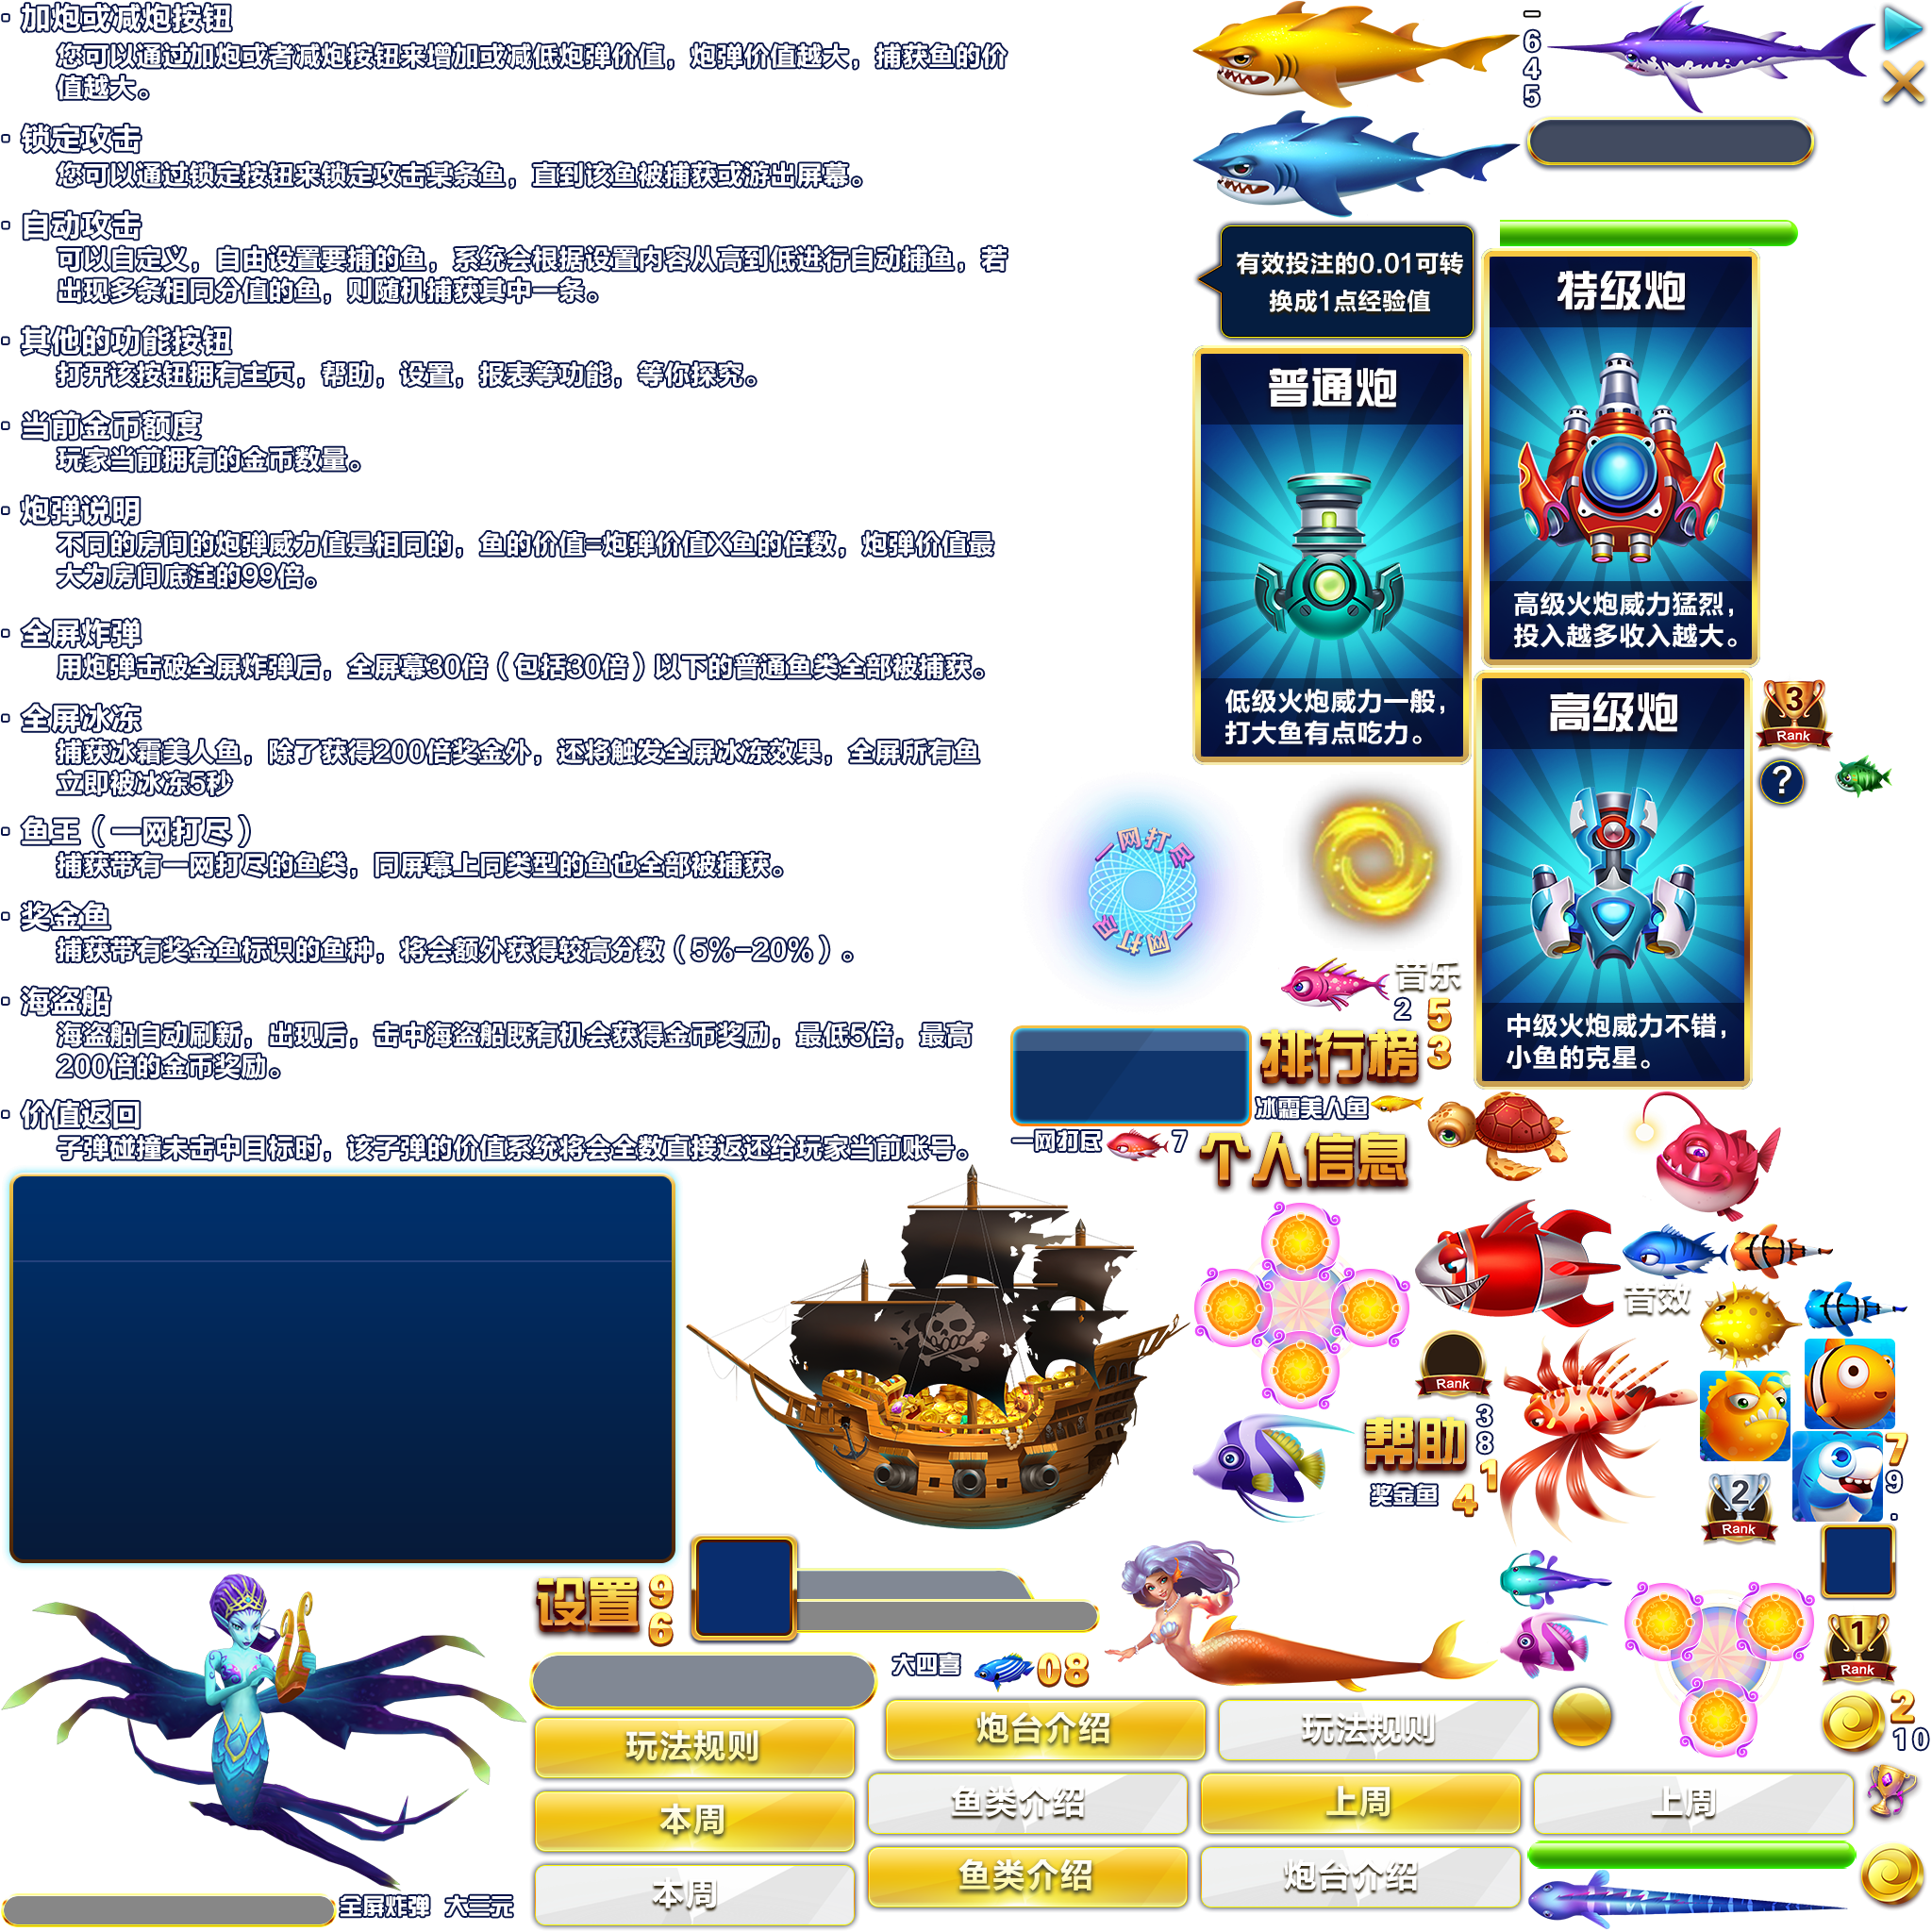 · 加炮或减炮按钮
您可以通过加炮或者减炮按钮来增加或减低炮弹价值，炮弹价值越大，捕获鱼的价
值越大。
· 锁定攻击
您可以通过锁定按钮来锁定攻击某条鱼，直到该鱼被捕获或游出屏幕。
· 自动攻击
可以自定义，自由设置要捕的鱼，系统会根据设置内容从高到低进行自动捕鱼，若
出现多条相同分值的鱼，则随机捕获其中一条。
· 其他的功能按钮
打开该按钮拥有主页，帮助，设置，报表等功能，等你探究。
· 当前金币额度
玩家当前拥有的金币数量。
· 炮弹说明
不同的房间的炮弹威力值是相同的，鱼的价值=炮弹价值X鱼的倍数，炮弹价值最
大为房间底注的99倍。
· 全屏炸弹
用炮弹击破全屏炸弹后，全屏幕30倍（包括30倍）以下的普通鱼类全部被捕获。
· 全屏冰冻
捕获冰霜美人鱼，除了获得200倍奖金外，还将触发全屏冰冻效果，全屏所有鱼
立即被冰冻5秒
· 鱼王（一网打尽）
捕获带有一网打尽的鱼类，同屏幕上同类型的鱼也全部被捕获。
· 奖金鱼
捕获带有奖金鱼标识的鱼种，将会额外获得较高分数（5%-20%）。
· 海盗船
海盗船自动刷新，出现后，击中海盗船既有机会获得金币奖励，最低5倍，最高
200倍的金币奖励。
· 价值返回
子弹碰撞未击中目标时，该子弹的价值系统将会全数直接返还给玩家当前账号。
-
6
4
5
有效投注的0.01可转
换成1点经验值
特级炮
高级火炮威力猛烈，
投入越多收入越大。
普通炮
低级火炮威力一般，
打大鱼有点吃力。
高级炮
中级火炮威力不错，
小鱼的克星。
3
Rank
?
一网打尽
一网打尽
音乐
2
5
3
排行榜
冰霜美人鱼
一网打尽
7
个人信息
音效
Rank
帮助
3
8
1
奖金鱼
4
7
9
.
2
Rank
设置
9
6
大四喜
08
1
Rank
2
10
玩法规则
炮台介绍
玩法规则
本周
鱼类介绍
上周
上周
本周
鱼类介绍
炮台介绍
全屏炸弹
大三元